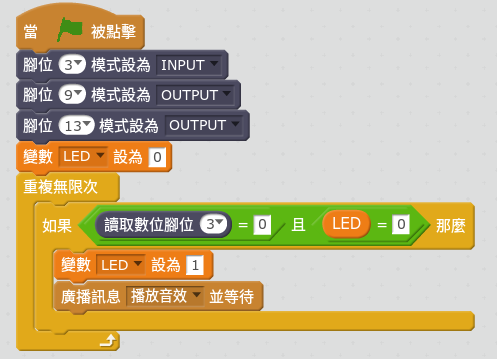 當 被點擊
腳位 3 模式設為 INPUT
腳位 9 模式設為 OUTPUT
腳位 13 模式設為 OUTPUT
變數 LED 設為 0
重複無限次
如果 讀取數位腳位 3 = 0 且 LED = 0 那麼
變數 LED 設為 1
廣播訊息 播放音效 並等待